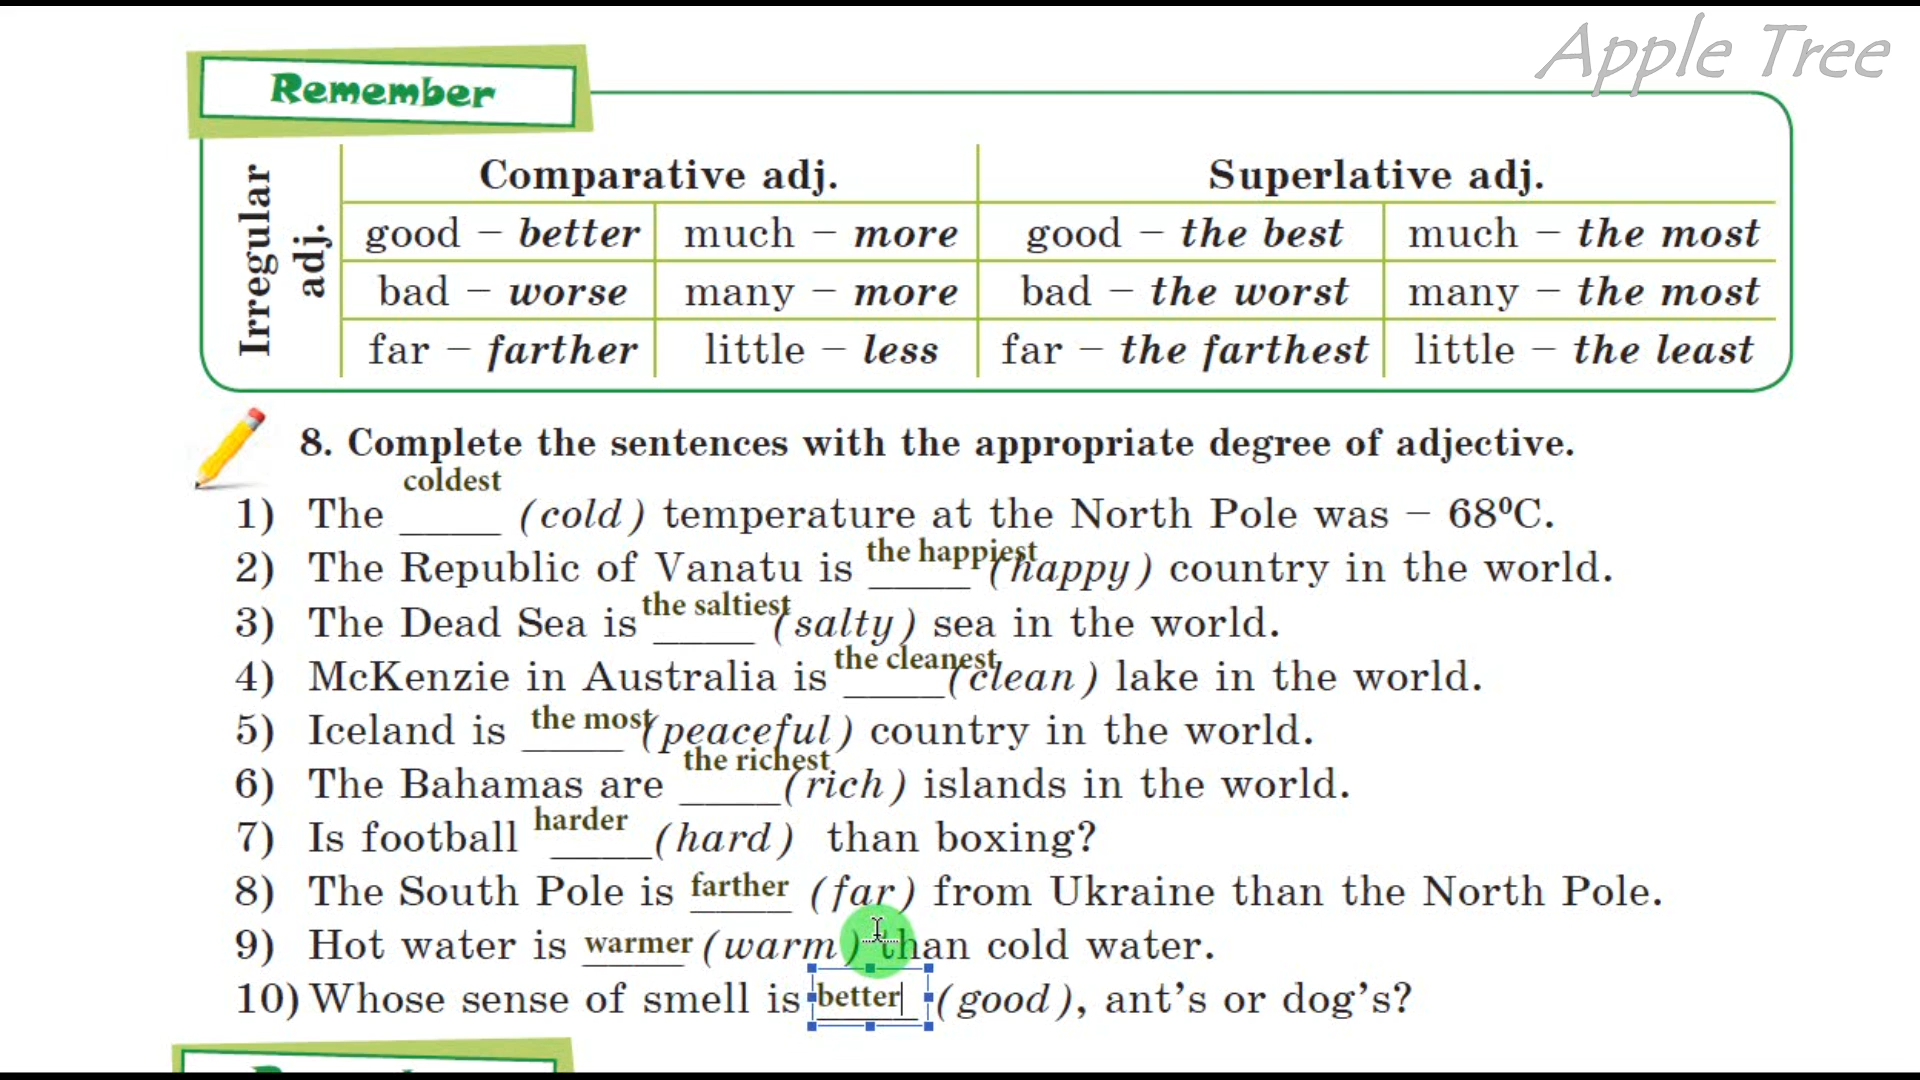 Apple Tree
Remember
Irregular adj.
Comparative adj. Superlative adj.
good – better much – more good – the best much – the most
bad – worse many – more bad – the worst many – the most
far – farther little – less far – the farthest little – the least
8. Complete the sentences with the appropriate degree of adjective.
coldest
1) The ____ (cold) temperature at the North Pole was – 68⁰C.
the happiest
2) The Republic of Vanatu is ____ (happy) country in the world.
the saltiest
3) The Dead Sea is ____ (salty) sea in the world.
the cleanest
4) McKenzie in Australia is ____(clean) lake in the world.
the most
5) Iceland is ____ (peaceful) country in the world.
the richest
6) The Bahamas are ____(rich) islands in the world.
harder
7) Is football ____(hard) than boxing?
8) The South Pole is farther (far) from Ukraine than the North Pole.
9) Hot water is warmer (warm) than cold water.
10) Whose sense of smell is better (good), ant's or dog's?